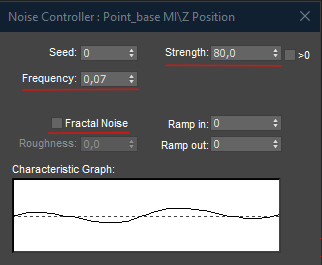 Noise Controller : Point_base MI\Z Position
Seed: 0 Strength: 80,0 >0
Frequency: 0,07
Fractal Noise Ramp in: 0
Roughness: 0,0 Ramp out: 0
Characteristic Graph: